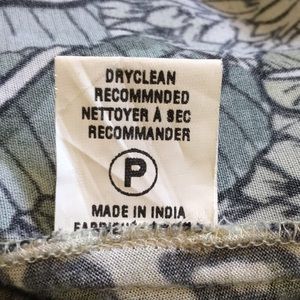 DRYCLEAN
RECOMMNDED
NETTOYER À SEC
RECOMMANDER
P
MADE IN INDIA